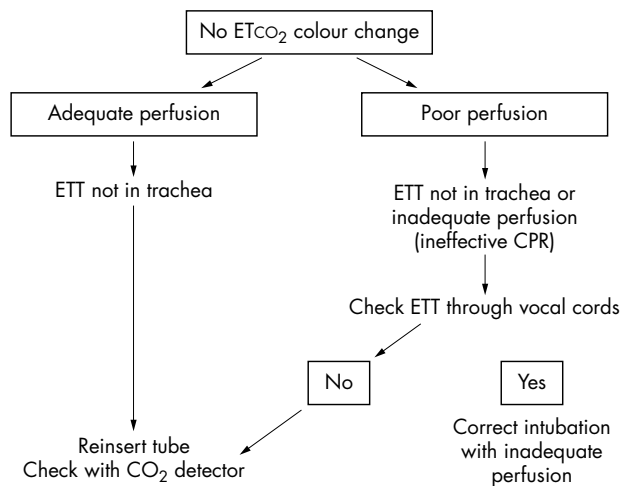 No ETCO₂ colour change
Adequate perfusion
Poor perfusion
ETT not in trachea
ETT not in trachea or
inadequate perfusion
(ineffective CPR)
Check ETT through vocal cords
No
Yes
Reinsert tube
Check with CO₂ detector
Correct intubation
with inadequate
perfusion